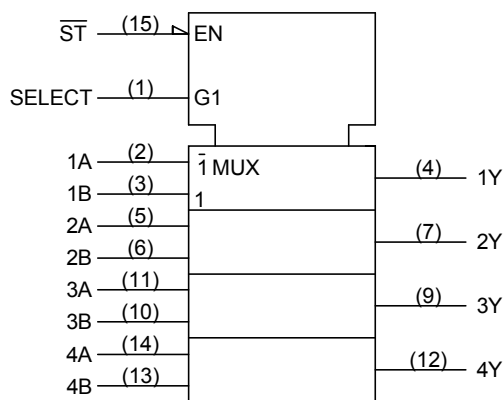 S̅T̅ (15) EN
SELECT (1) G1
1A (2) 1̅ MUX (4) 1Y
1B (3) 1
2A (5) (7) 2Y
2B (6)
3A (11) (9) 3Y
3B (10)
4A (14) (12) 4Y
4B (13)